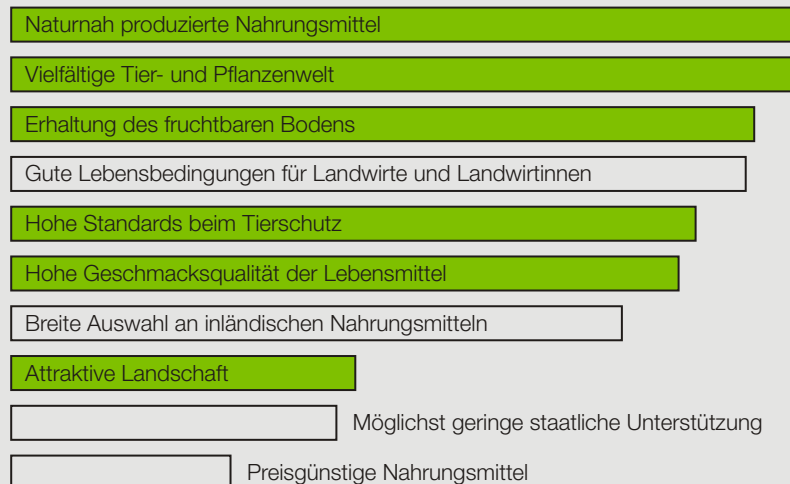 Naturnah produzierte Nahrungsmittel
Vielfältige Tier- und Pflanzenwelt
Erhaltung des fruchtbaren Bodens
Gute Lebensbedingungen für Landwirte und Landwirtinnen
Hohe Standards beim Tierschutz
Hohe Geschmacksqualität der Lebensmittel
Breite Auswahl an inländischen Nahrungsmitteln
Attraktive Landschaft
Möglichst geringe staatliche Unterstützung
Preisgünstige Nahrungsmittel